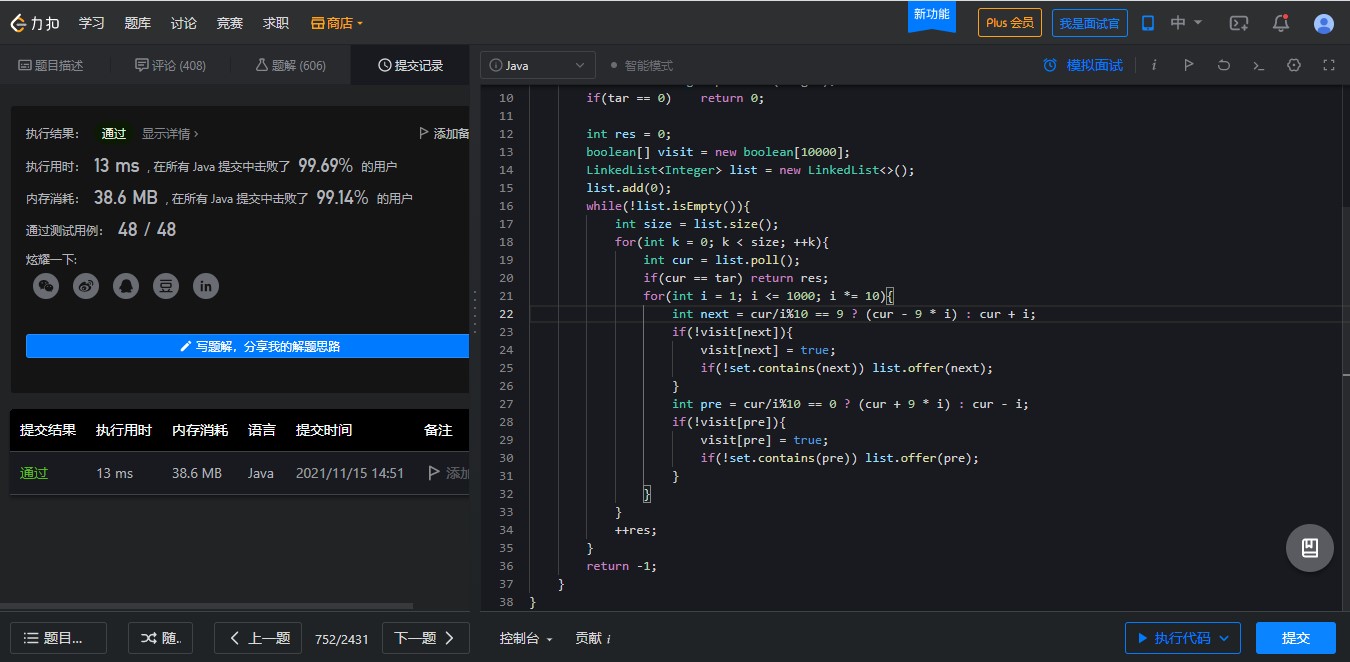 力扣 学习 题库 讨论 竞赛 求职 商店 新功能 Plus 会员 我是面试官 中
题目描述 评论 (408) 题解 (606) 提交记录
Java 智能模式 模拟面试 i
执行结果： 通过 显示详情 › 添加备
执行用时： 13 ms , 在所有 Java 提交中击败了 99.69% 的用户
内存消耗： 38.6 MB , 在所有 Java 提交中击败了 99.14% 的用户
通过测试用例： 48 / 48
炫耀一下:
豆 in
写题解，分享我的解题思路
提交结果 执行用时 内存消耗 语言 提交时间 备注
通过 13 ms 38.6 MB Java 2021/11/15 14:51 添加
10 if(tar == 0)    return 0;
11
12 int res = 0;
13 boolean[] visit = new boolean[10000];
14 LinkedList<Integer> list = new LinkedList<>();
15 list.add(0);
16 while(!list.isEmpty()){
17 int size = list.size();
18 for(int k = 0; k < size; ++k){
19 int cur = list.poll();
20 if(cur == tar) return res;
21 for(int i = 1; i <= 1000; i *= 10){
22 int next = cur/i%10 == 9 ? (cur - 9 * i) : cur + i;
23 if(!visit[next]){
24 visit[next] = true;
25 if(!set.contains(next)) list.offer(next);
26 }
27 int pre = cur/i%10 == 0 ? (cur + 9 * i) : cur - i;
28 if(!visit[pre]){
29 visit[pre] = true;
30 if(!set.contains(pre)) list.offer(pre);
31 }
32 }
33 }
34 ++res;
35 }
36 return -1;
37 }
38 }
题目... 随.. 上一题 752/2431 下一题 控制台 贡献 i 执行代码 提交